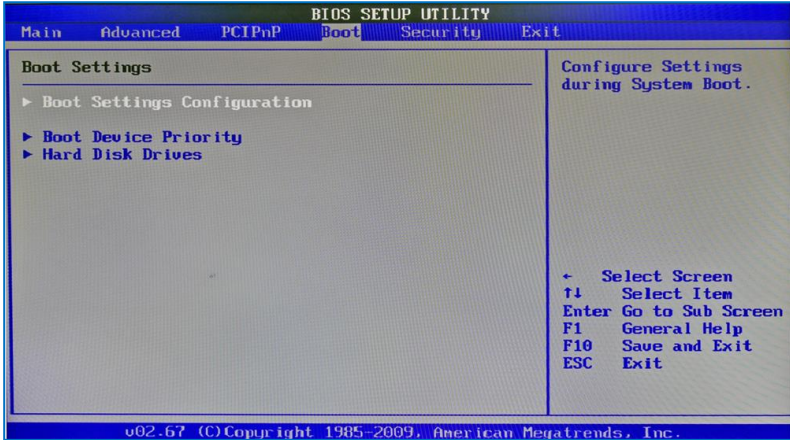 BIOS SETUP UTILITY
Main Advanced PCIPnP Boot Security Exit
Boot Settings
► Boot Settings Configuration
► Boot Device Priority
► Hard Disk Drives
Configure Settings
during System Boot.
← Select Screen
↑↓ Select Item
Enter Go to Sub Screen
F1 General Help
F10 Save and Exit
ESC Exit
v02.67 (C)Copyright 1985-2009, American Megatrends, Inc.